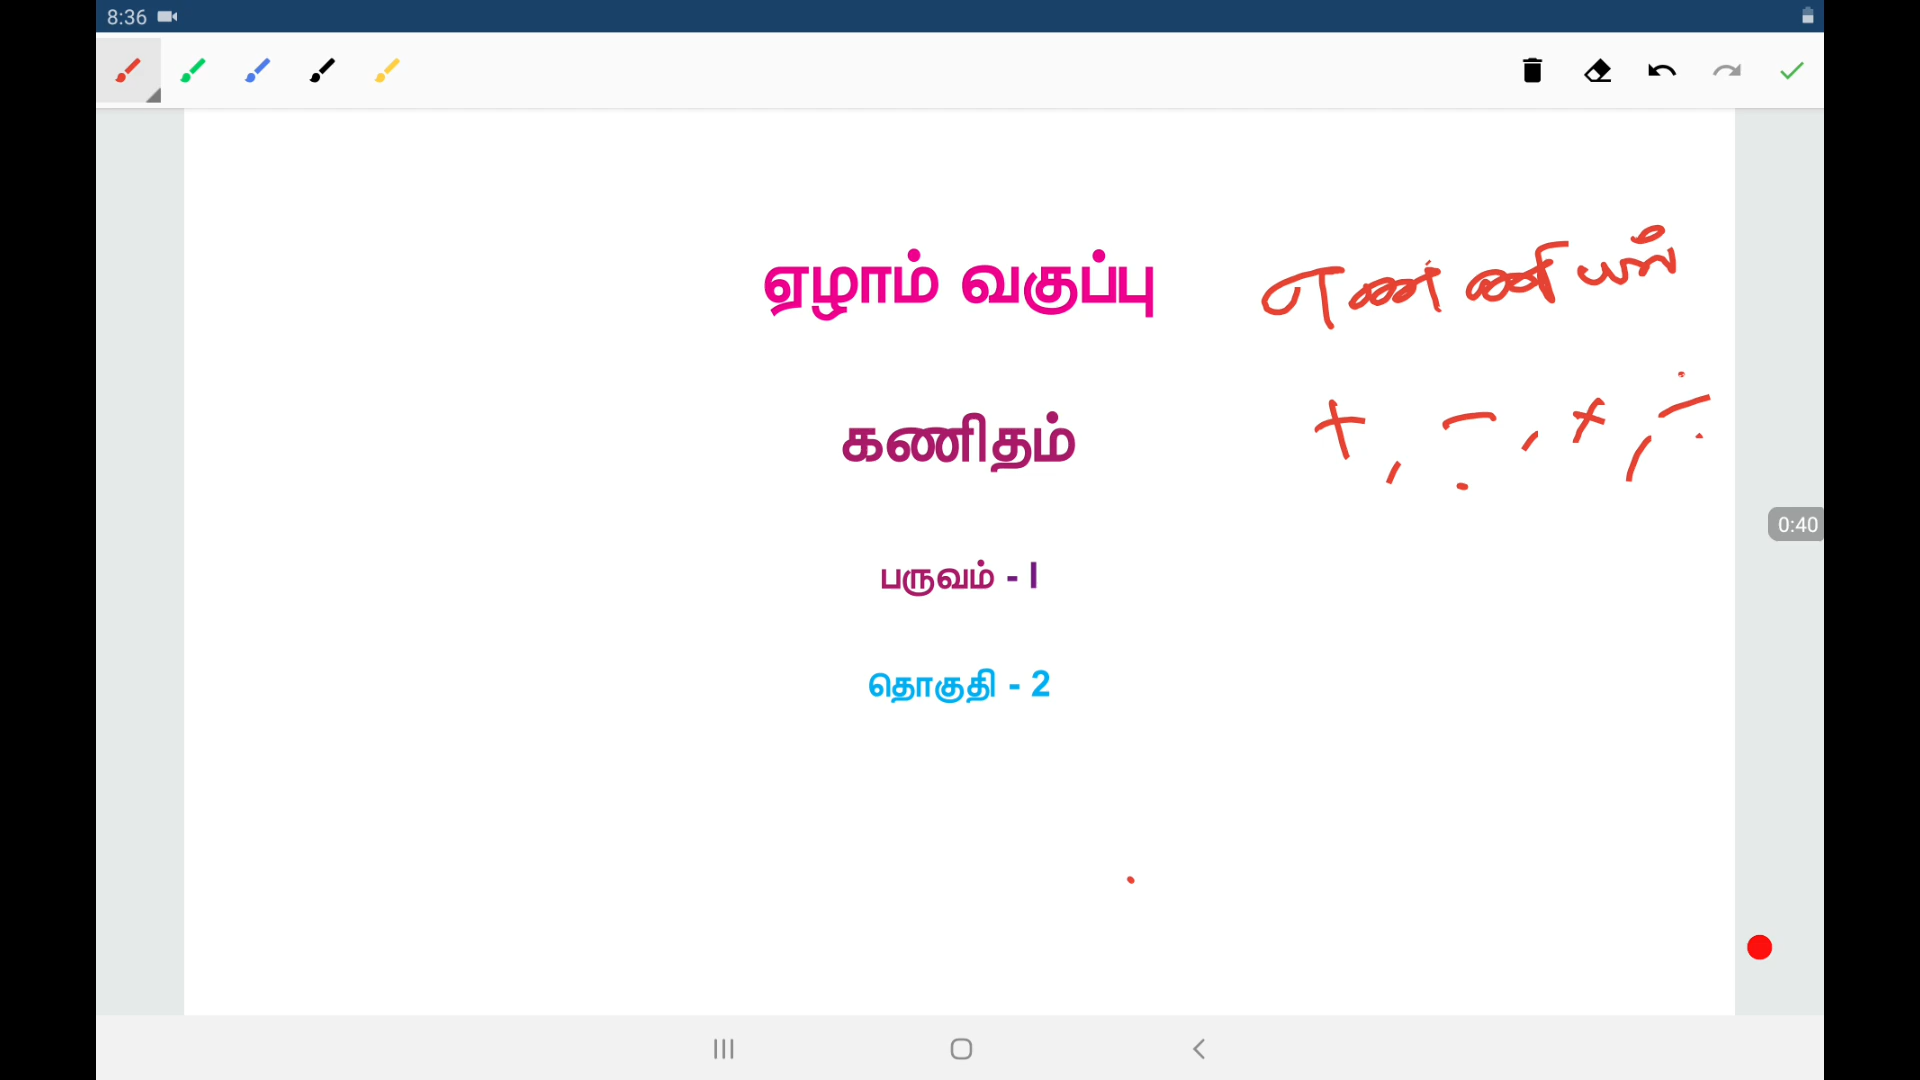 8:36
ஏழாம் வகுப்பு எண்ணியல்
கணிதம் +, -, ×, ÷
0:40
பருவம் - I
தொகுதி - 2